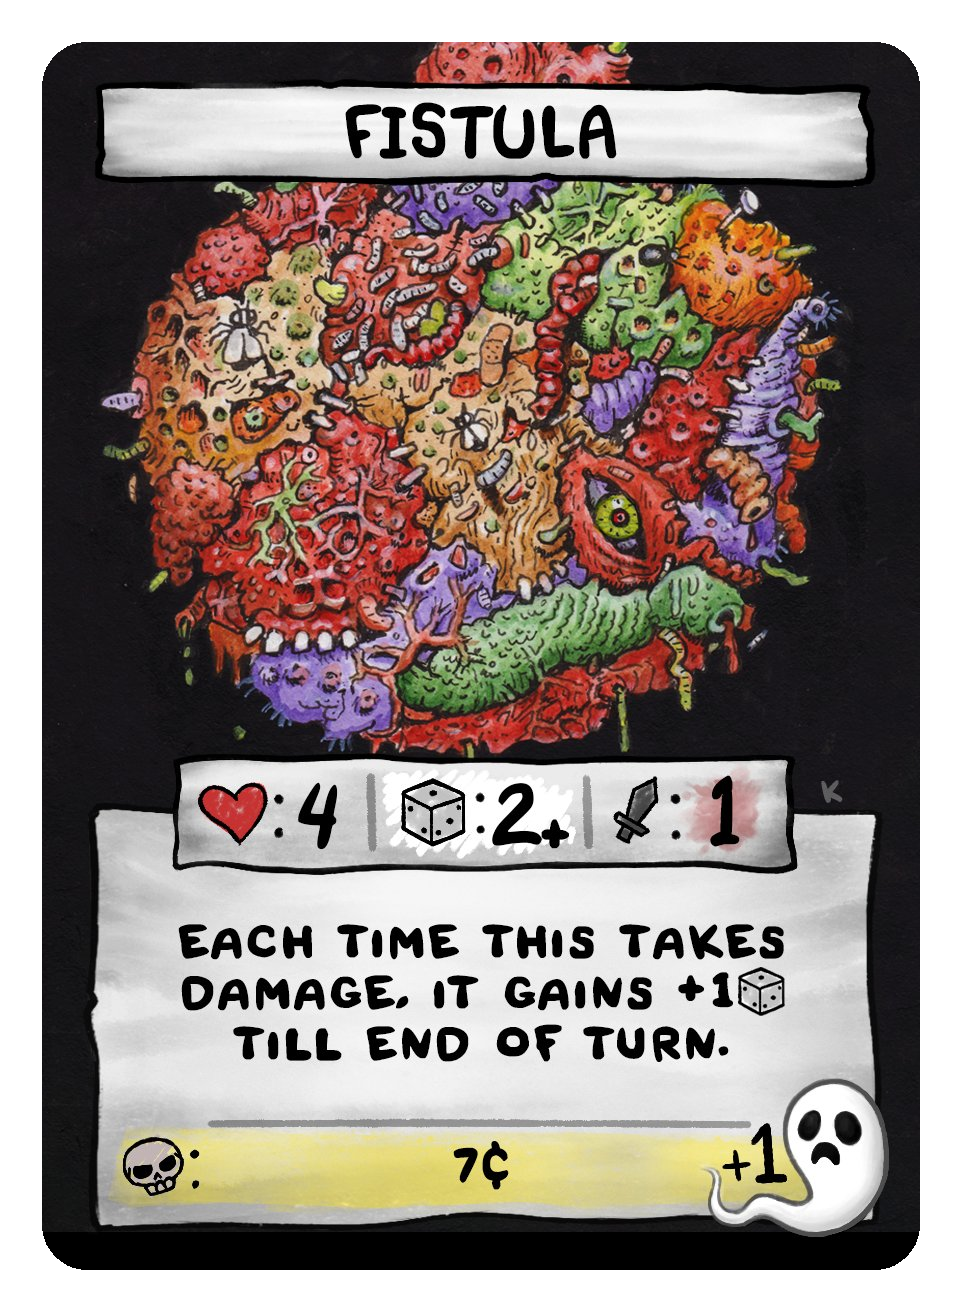 FISTULA
: 4 : 2+ : 1
K
EACH TIME THIS TAKES
DAMAGE, IT GAINS +1
TILL END OF TURN.
: 7¢ +1